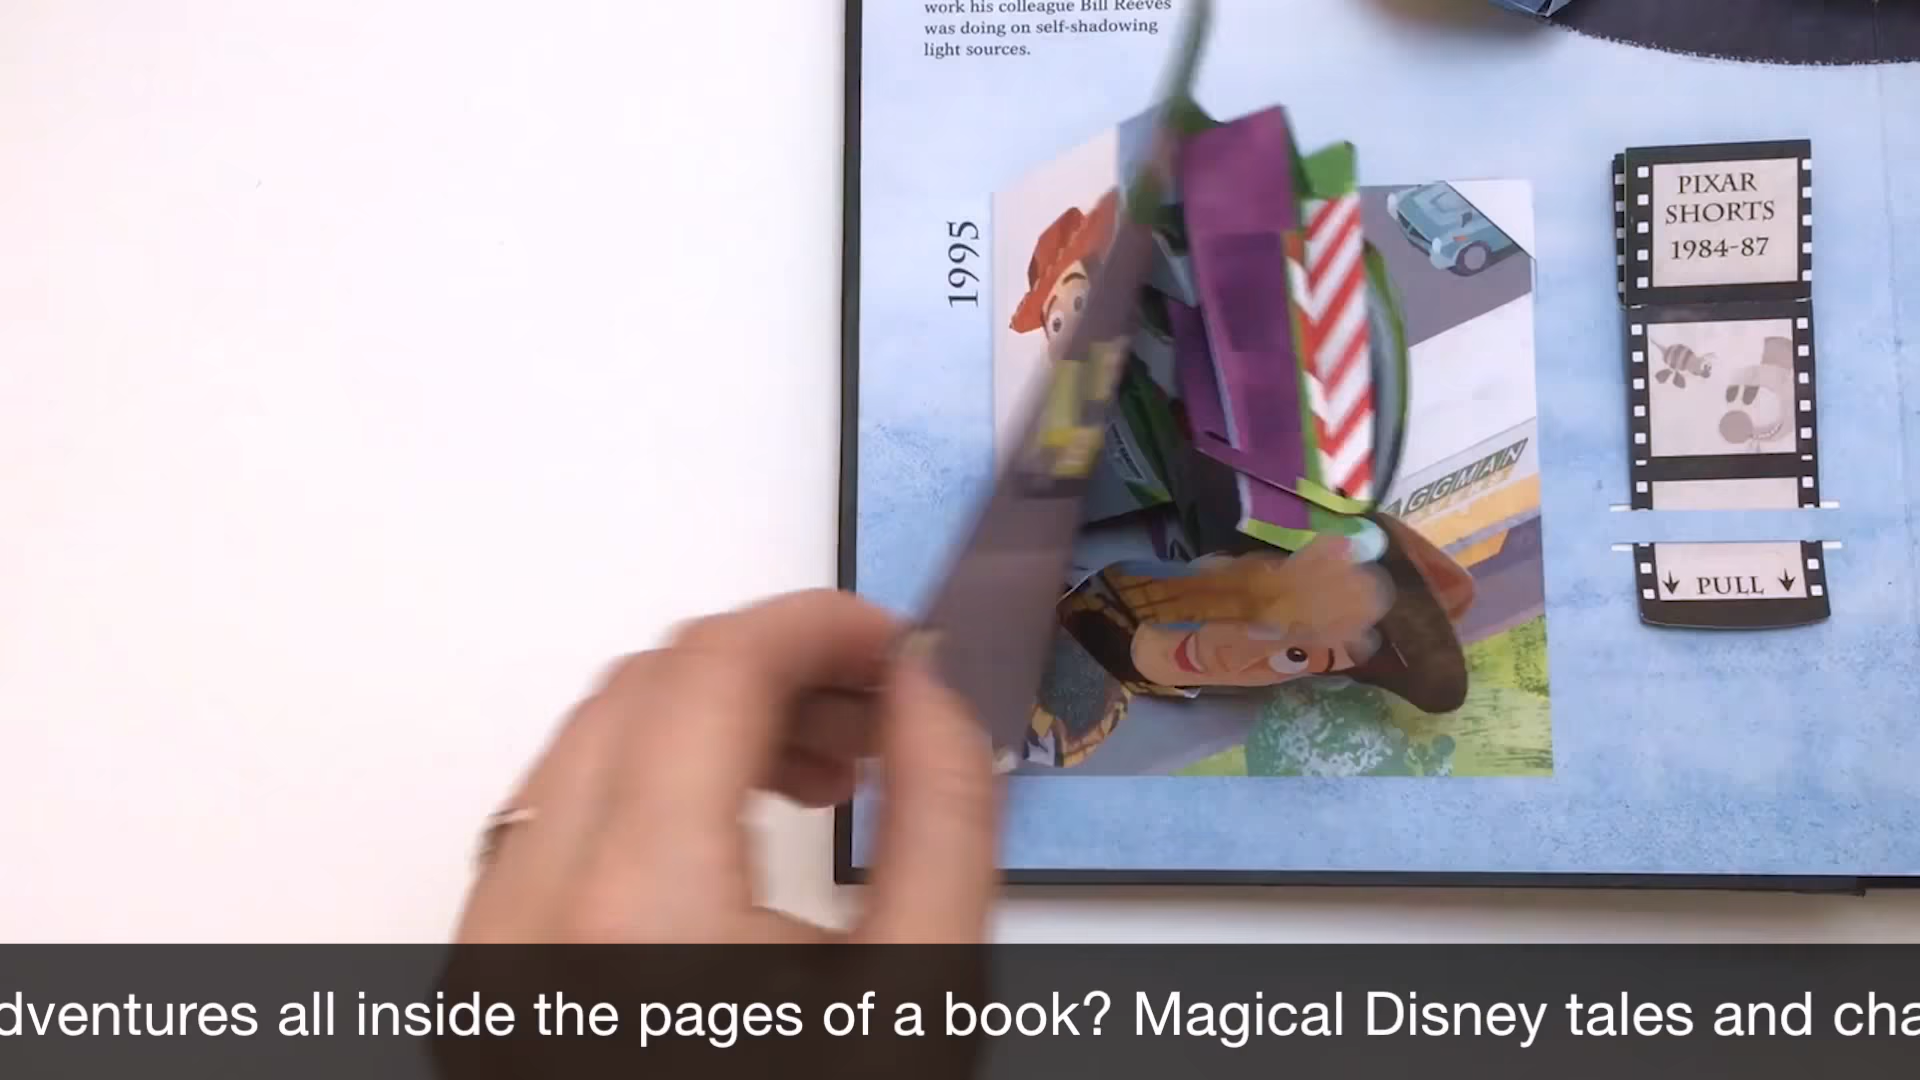 work his colleague Bill Reeves
was doing on self-shadowing
light sources.
1995
PIXAR
SHORTS
1984-87
GGMAN
PULL
dventures all inside the pages of a book? Magical Disney tales and cha